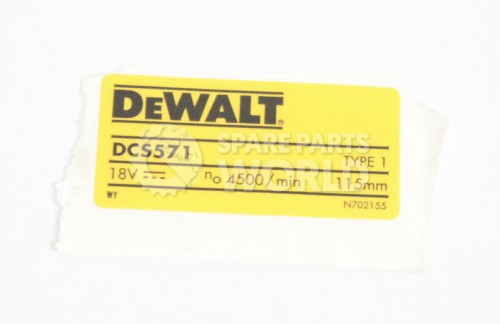 DEWALT
DCS571 TYPE 1
18V ⎓ n₀ 4500/min 115mm
WY N702155
SPARE PARTS
WORLD